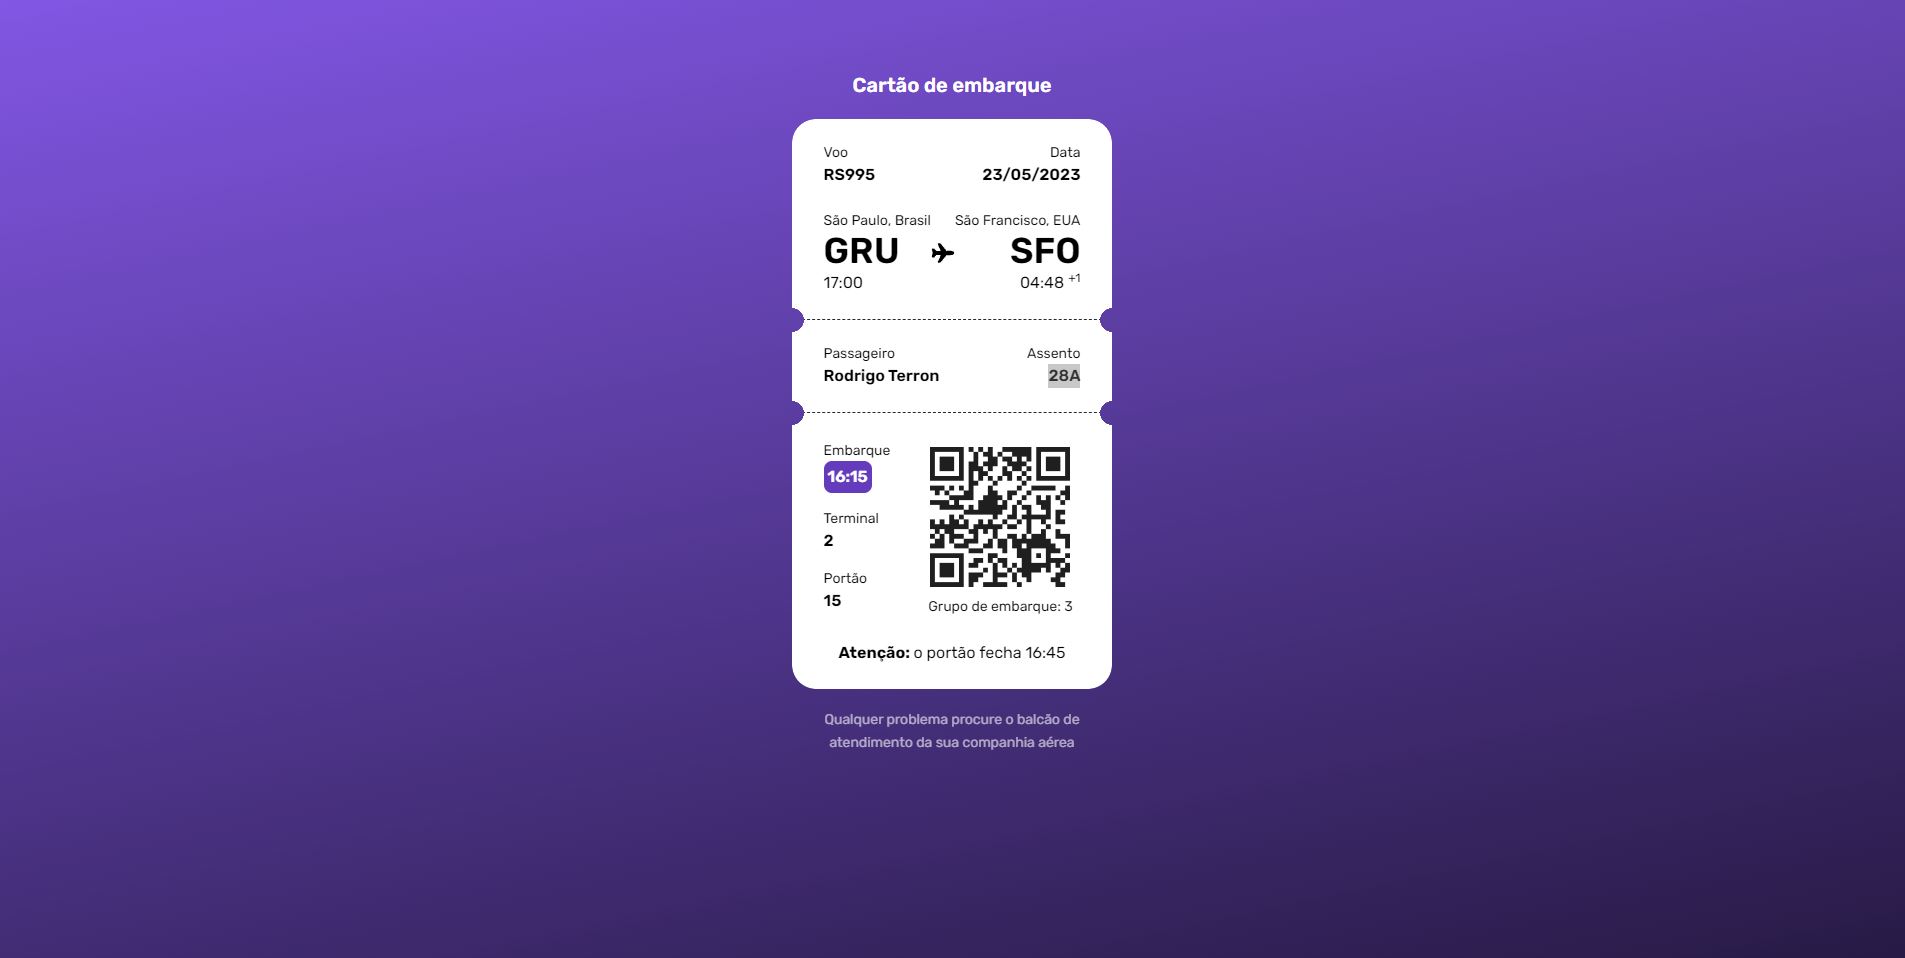 Cartão de embarque
Voo Data
RS995 23/05/2023
São Paulo, Brasil São Francisco, EUA
GRU SFO
17:00 04:48 +1
Passageiro Assento
Rodrigo Terron 28A
Embarque
16:15
Terminal
2
Portão
15
Grupo de embarque: 3
Atenção: o portão fecha 16:45
Qualquer problema procure o balcão de
atendimento da sua companhia aérea